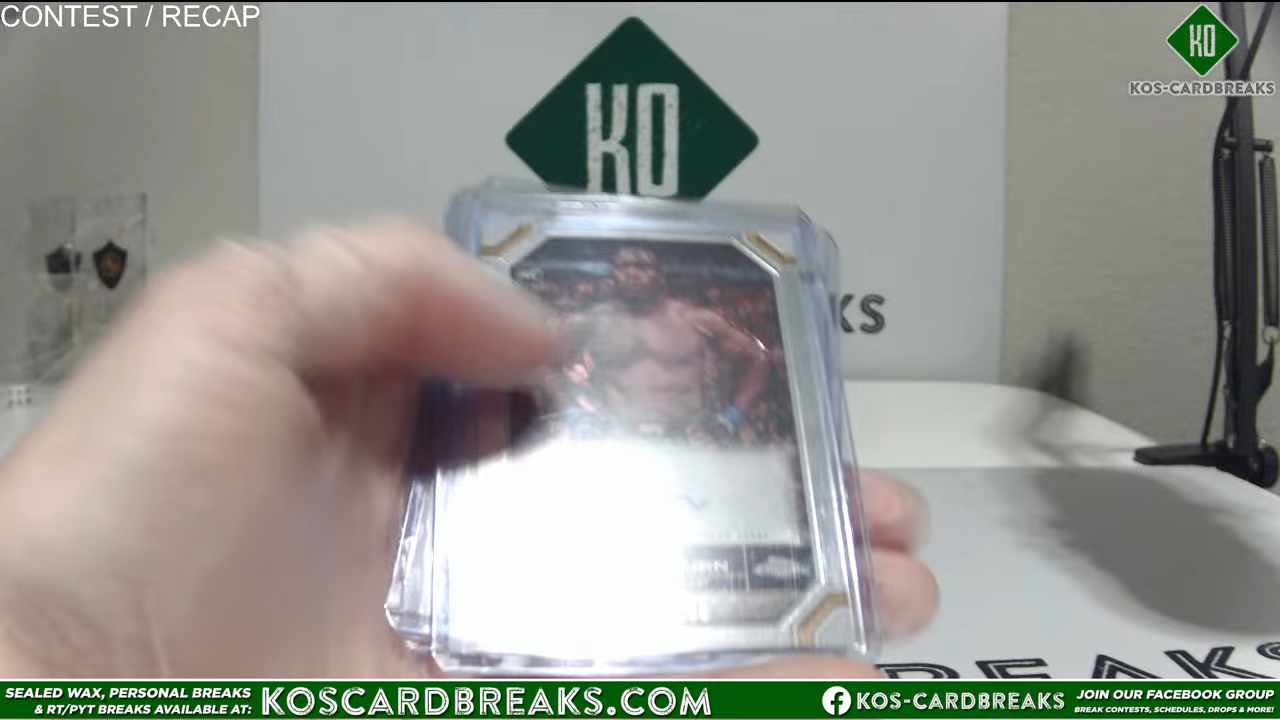 CONTEST / RECAP
KO
KOS-CARDBREAKS
KO
KS
BREAKS
SEALED WAX, PERSONAL BREAKS
& RT/PYT BREAKS AVAILABLE AT:
KOSCARDBREAKS.COM
KOS-CARDBREAKS
JOIN OUR FACEBOOK GROUP
BREAK CONTESTS, SCHEDULES, DROPS & MORE!